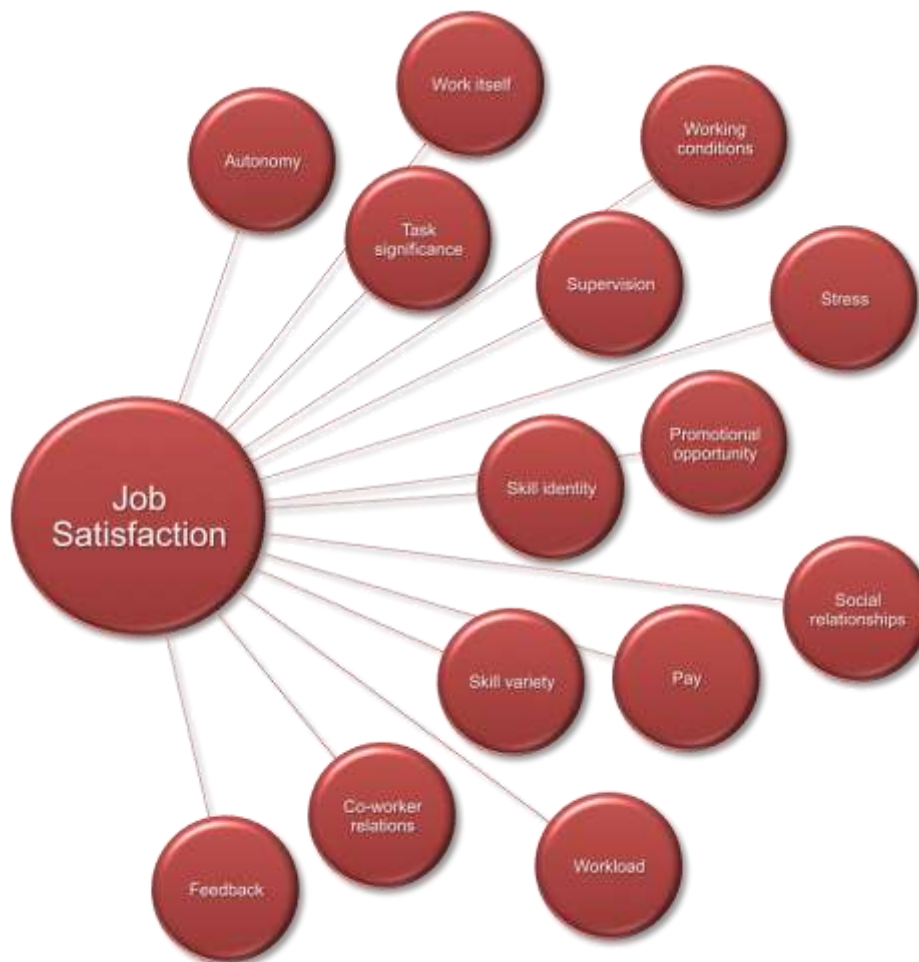 Work itself
Working
conditions
Autonomy
Task
significance
Supervision
Stress
Promotional
opportunity
Skill identity
Job
Satisfaction
Social
relationships
Skill variety
Pay
Co-worker
relations
Workload
Feedback